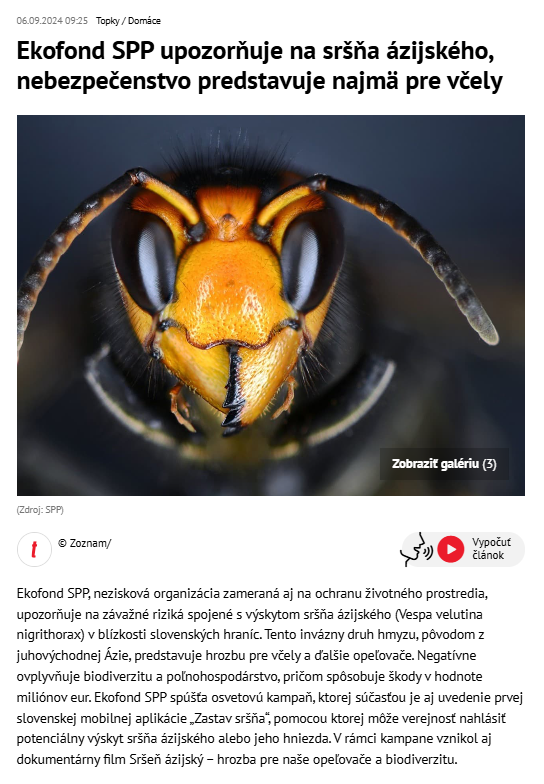 06.09.2024 09:25 Topky / Domáce
Ekofond SPP upozorňuje na sršňa ázijského,
nebezpečenstvo predstavuje najmä pre včely
Zobraziť galériu (3)
(Zdroj: SPP)
t
© Zoznam/
Vypočuť
článok
Ekofond SPP, nezisková organizácia zameraná aj na ochranu životného prostredia,
upozorňuje na závažné riziká spojené s výskytom sršňa ázijského (Vespa velutina
nigrithorax) v blízkosti slovenských hraníc. Tento invázny druh hmyzu, pôvodom z
juhovýchodnej Ázie, predstavuje hrozbu pre včely a ďalšie opeľovače. Negatívne
ovplyvňuje biodiverzitu a poľnohospodárstvo, pričom spôsobuje škody v hodnote
miliónov eur. Ekofond SPP spúšťa osvetovú kampaň, ktorej súčasťou je aj uvedenie prvej
slovenskej mobilnej aplikácie „Zastav sršňa“, pomocou ktorej môže verejnosť nahlásiť
potenciálny výskyt sršňa ázijského alebo jeho hniezda. V rámci kampane vznikol aj
dokumentárny film Sršeň ázijský – hrozba pre naše opeľovače a biodiverzitu.